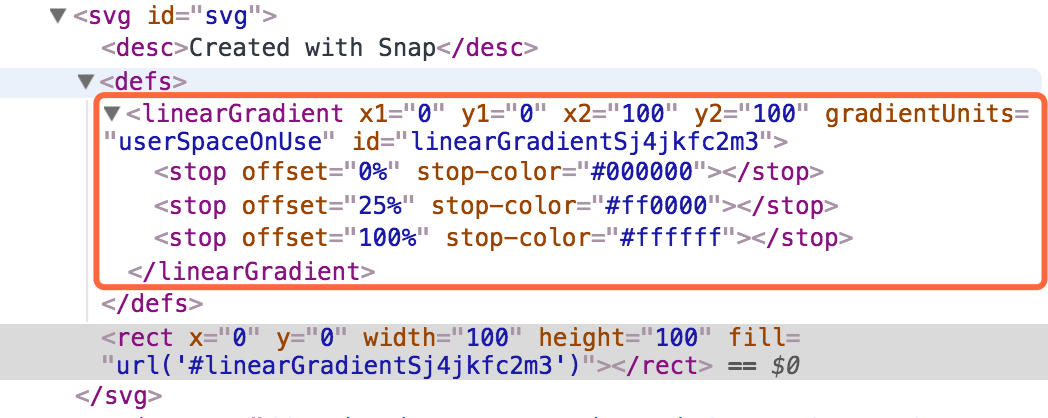 ▼<svg id="svg">
<desc>Created with Snap</desc>
▼<defs>
▼<linearGradient x1="0" y1="0" x2="100" y2="100" gradientUnits=
"userSpaceOnUse" id="linearGradientSj4jkfc2m3">
<stop offset="0%" stop-color="#000000"></stop>
<stop offset="25%" stop-color="#ff0000"></stop>
<stop offset="100%" stop-color="#ffffff"></stop>
</linearGradient>
</defs>
<rect x="0" y="0" width="100" height="100" fill=
"url('#linearGradientSj4jkfc2m3')"></rect> == $0
</svg>